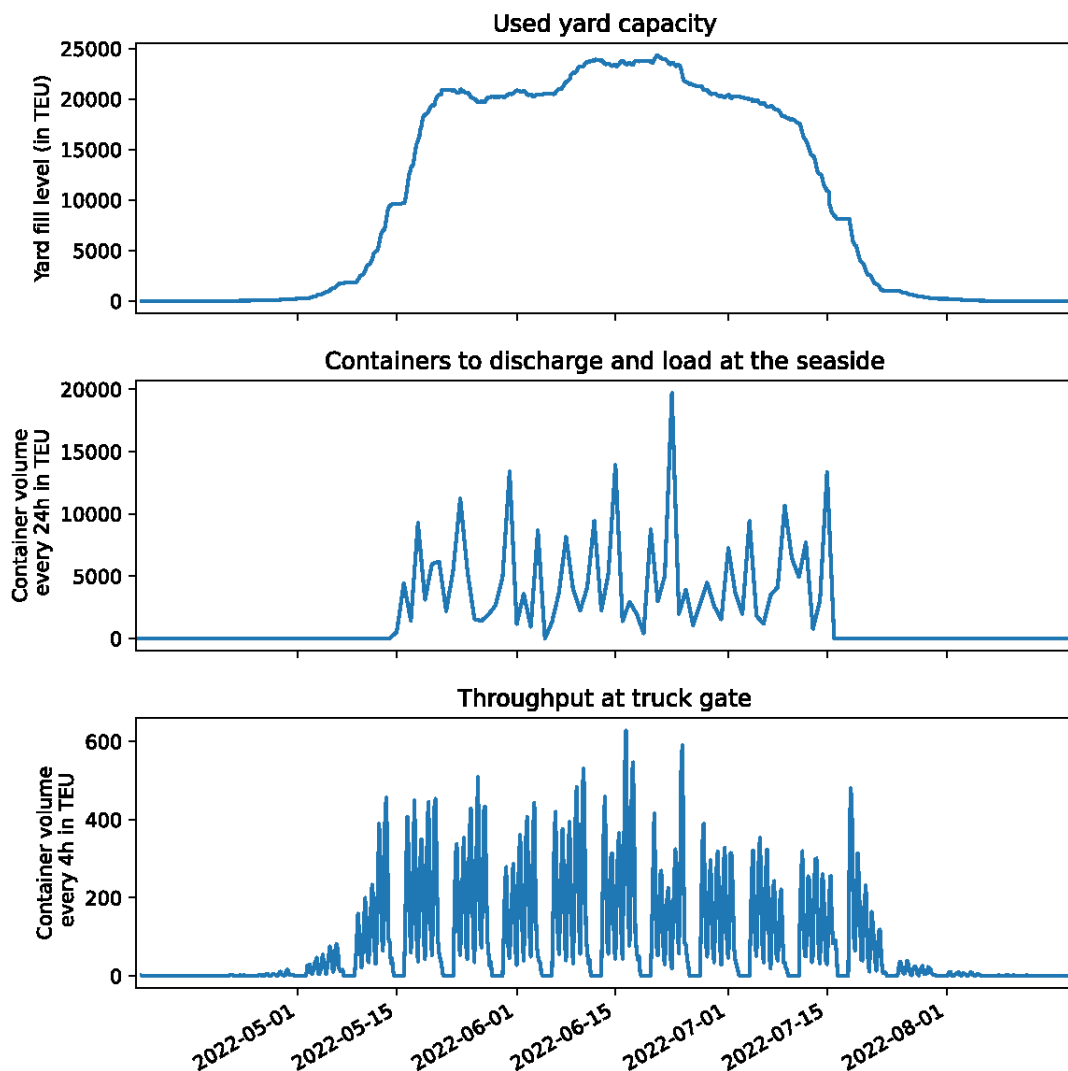 Used yard capacity
Yard fill level (in TEU)
25000
20000
15000
10000
5000
0
Containers to discharge and load at the seaside
Container volume
every 24h in TEU
20000
15000
10000
5000
0
Throughput at truck gate
Container volume
every 4h in TEU
600
400
200
0
2022-05-01
2022-05-15
2022-06-01
2022-06-15
2022-07-01
2022-07-15
2022-08-01